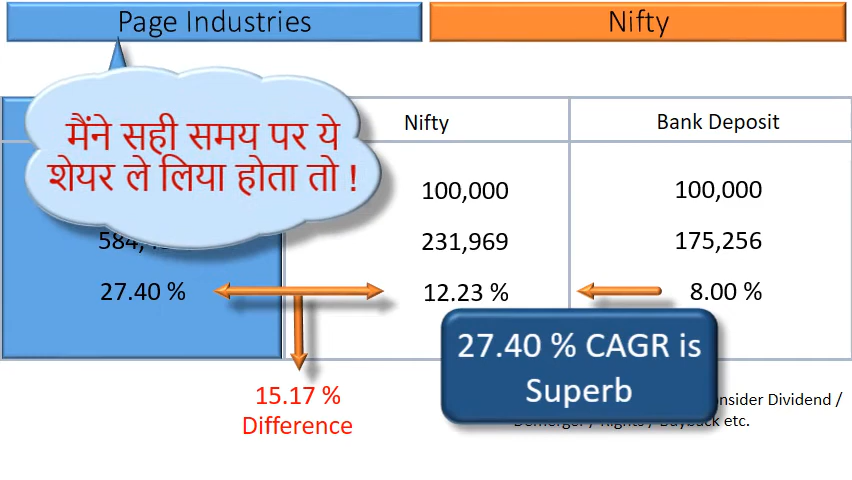 Page Industries
Nifty
मैंने सही समय पर ये
शेयर ले लिया होता तो !
Nifty
Bank Deposit
100,000
100,000
231,969
175,256
27.40 %
12.23 %
8.00 %
27.40 % CAGR is
Superb
15.17 %
Difference
Dividend /
Rights / Buyback etc.